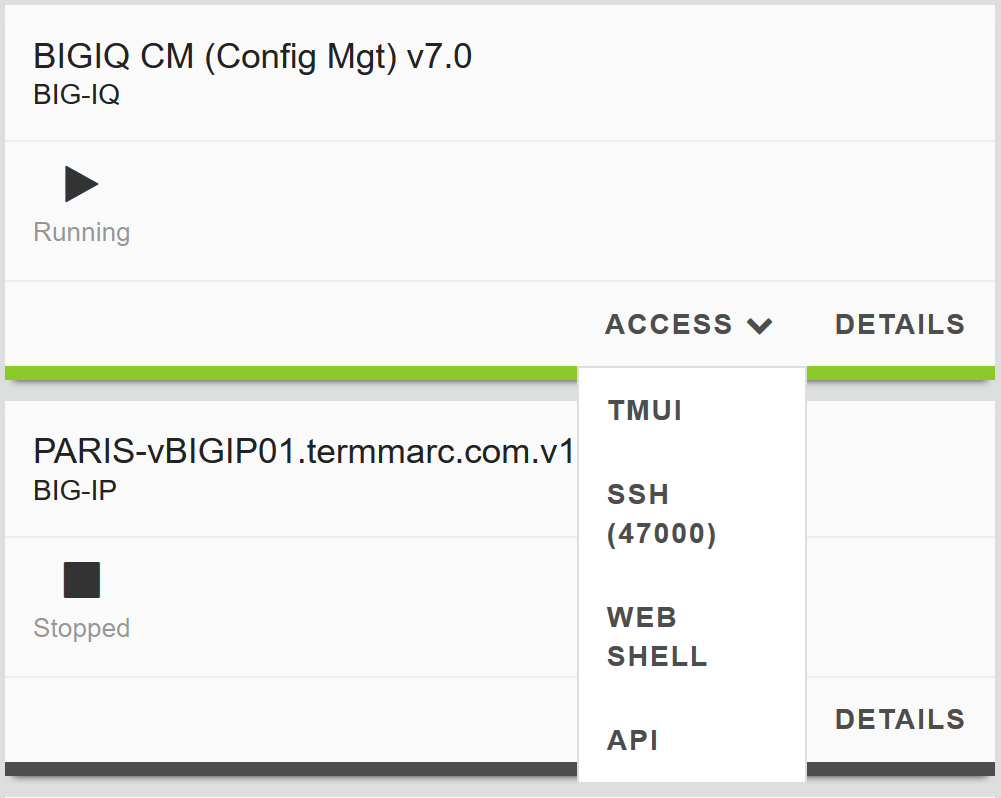 BIGIQ CM (Config Mgt) v7.0
BIG-IQ
Running
ACCESS DETAILS
TMUI
SSH
(47000)
WEB
SHELL
API
PARIS-vBIGIP01.termmarc.com.v1
BIG-IP
Stopped
DETAILS